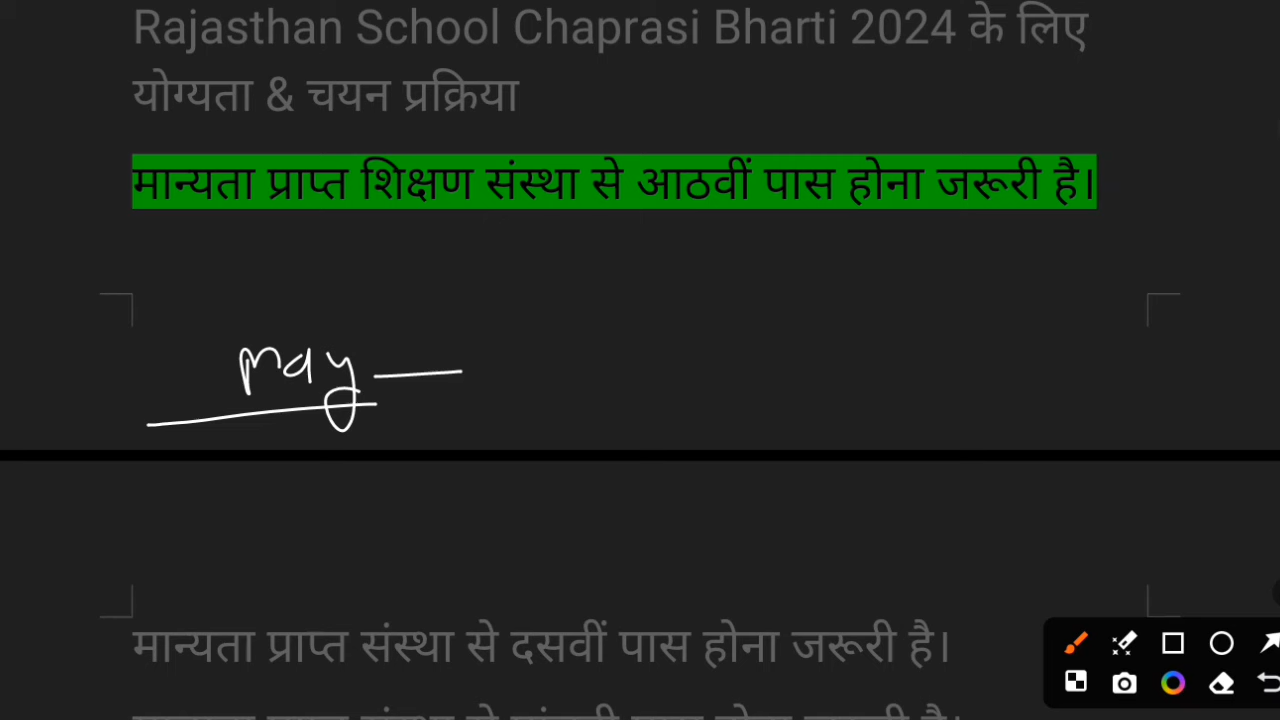 Rajasthan School Chaprasi Bharti 2024 के लिए
योग्यता & चयन प्रक्रिया
मान्यता प्राप्त शिक्षण संस्था से आठवीं पास होना जरूरी है।
may —
मान्यता प्राप्त संस्था से दसवीं पास होना जरूरी है।